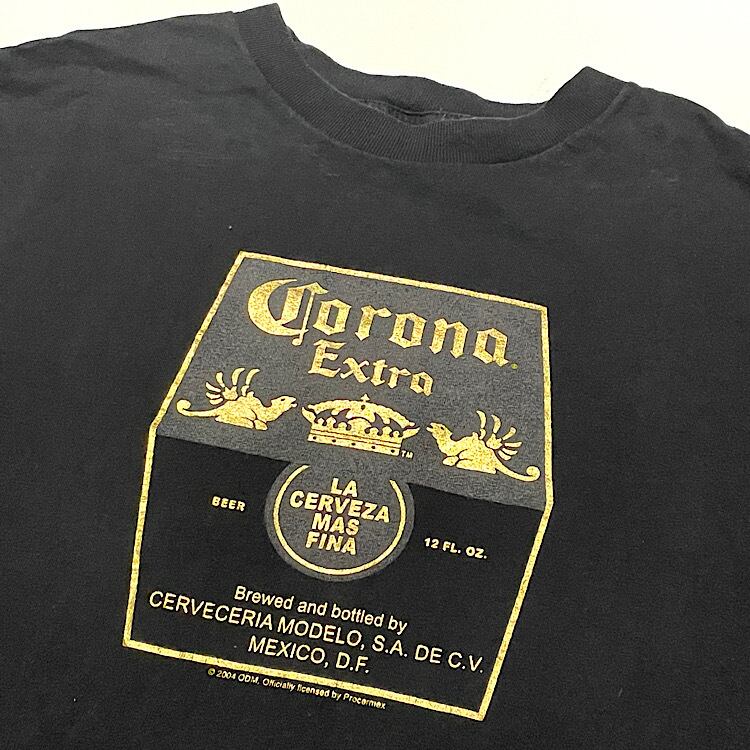 Corona
Extra
TM
LA
CERVEZA
MAS
FINA
BEER
12 FL. OZ.
Brewed and bottled by
CERVECERIA MODELO, S.A. DE C.V.
MEXICO, D.F.
© 2004 ODM. Officially licensed by Procermex